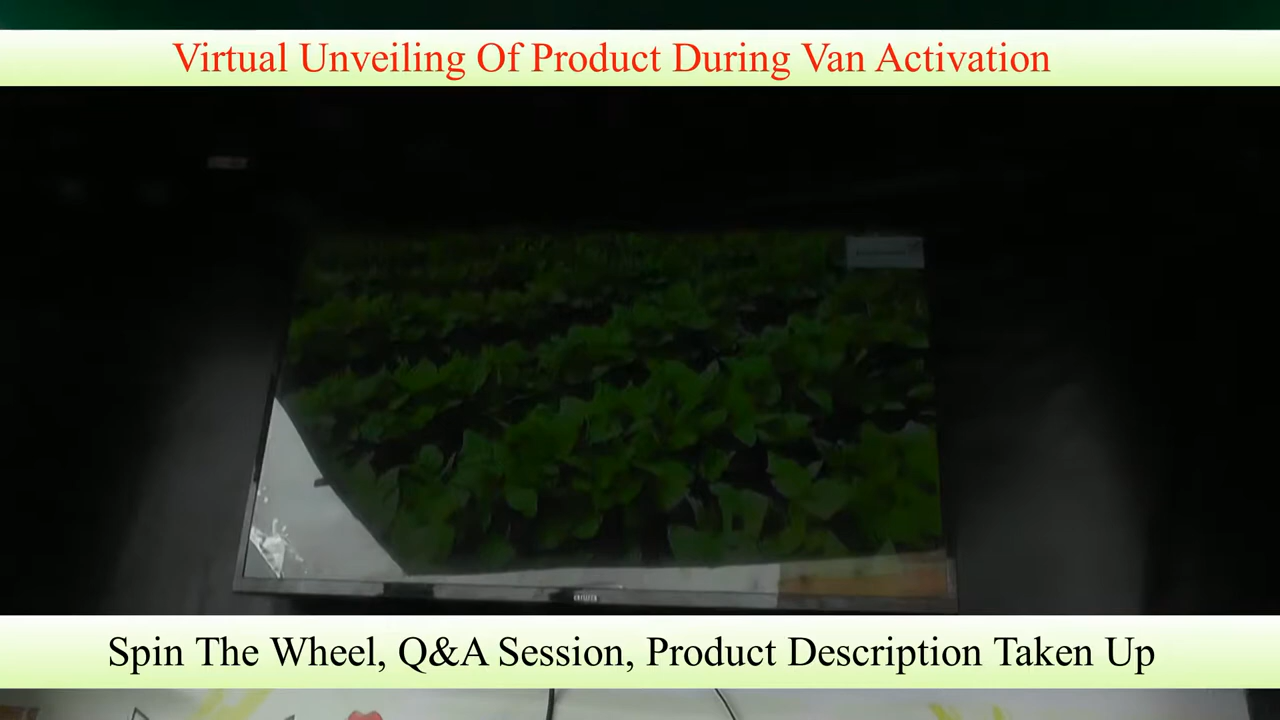 Virtual Unveiling Of Product During Van Activation
Spin The Wheel, Q&A Session, Product Description Taken Up